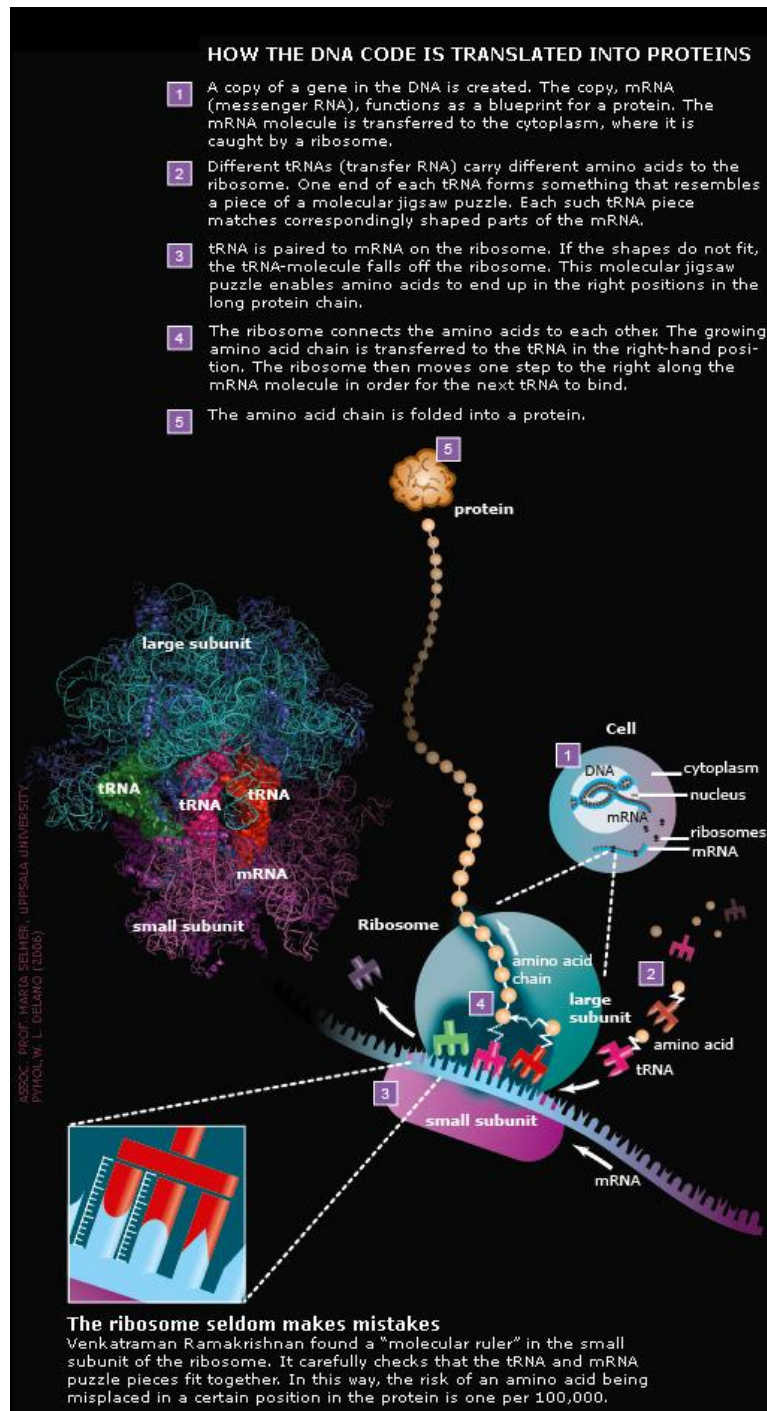 HOW THE DNA CODE IS TRANSLATED INTO PROTEINS
1
A copy of a gene in the DNA is created. The copy, mRNA
(messenger RNA), functions as a blueprint for a protein. The
mRNA molecule is transferred to the cytoplasm, where it is
caught by a ribosome.
2
Different tRNAs (transfer RNA) carry different amino acids to the
ribosome. One end of each tRNA forms something that resembles
a piece of a molecular jigsaw puzzle. Each such tRNA piece
matches correspondingly shaped parts of the mRNA.
3
tRNA is paired to mRNA on the ribosome. If the shapes do not fit,
the tRNA-molecule falls off the ribosome. This molecular jigsaw
puzzle enables amino acids to end up in the right positions in the
long protein chain.
4
The ribosome connects the amino acids to each other. The growing
amino acid chain is transferred to the tRNA in the right-hand posi-
tion. The ribosome then moves one step to the right along the
mRNA molecule in order for the next tRNA to bind.
5
The amino acid chain is folded into a protein.
5
protein
large subunit
tRNA
tRNA
tRNA
mRNA
small subunit
Cell
1
DNA
mRNA
cytoplasm
nucleus
ribosomes
mRNA
Ribosome
amino acid
chain
4
large
subunit
2
amino acid
tRNA
3
small subunit
mRNA
ASSOC. PROF. MARIA SELMER, UPPSALA UNIVERSITY
PYMOL, W. L. DELANO (2006)
The ribosome seldom makes mistakes
Venkatraman Ramakrishnan found a “molecular ruler” in the small
subunit of the ribosome. It carefully checks that the tRNA and mRNA
puzzle pieces fit together. In this way, the risk of an amino acid being
misplaced in a certain position in the protein is one per 100,000.